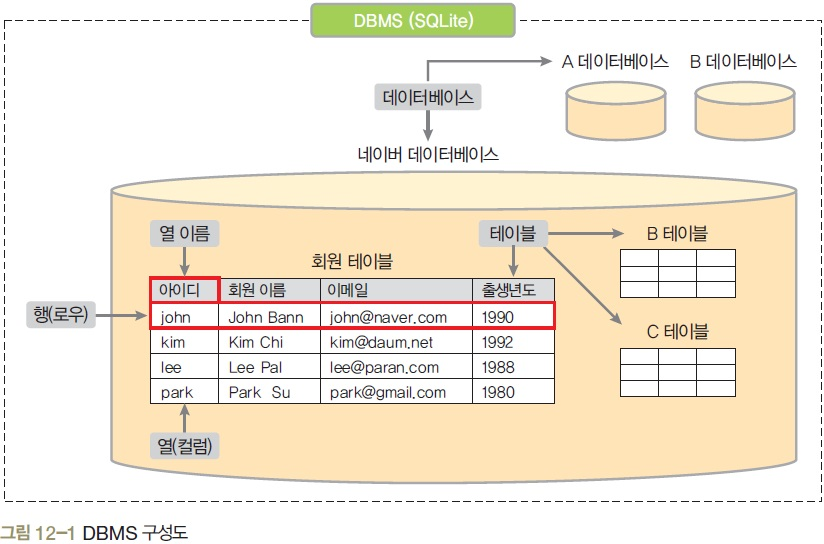 DBMS (SQLite)
A 데이터베이스
B 데이터베이스
데이터베이스
네이버 데이터베이스
열 이름
테이블
B 테이블
회원 테이블
아이디 회원 이름 이메일 출생년도
행(로우)
john John Bann john@naver.com 1990
C 테이블
kim Kim Chi kim@daum.net 1992
lee Lee Pal lee@paran.com 1988
park Park Su park@gmail.com 1980
열(컬럼)
그림 12-1 DBMS 구성도